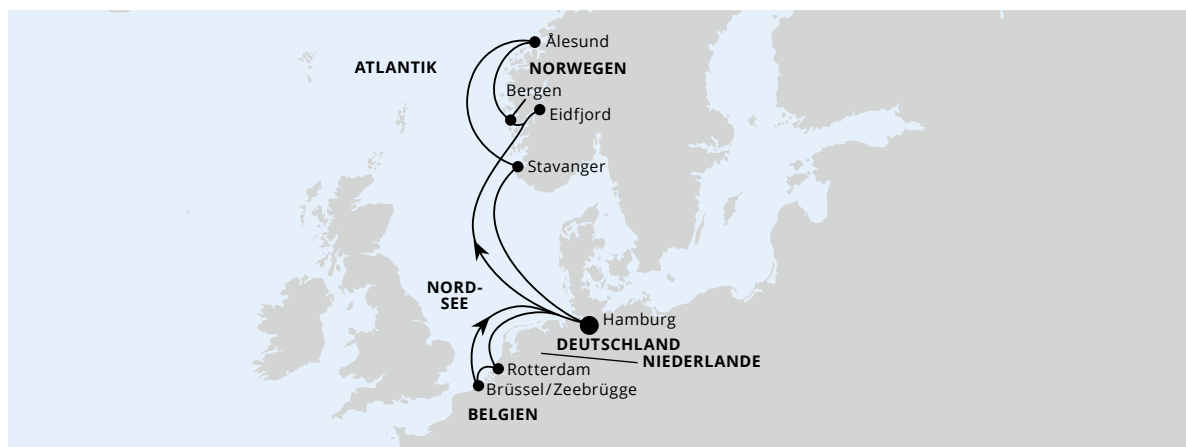 Ålesund
ATLANTIK
NORWEGEN
Bergen
Eidfjord
Stavanger
NORD-
SEE
Hamburg
DEUTSCHLAND
NIEDERLANDE
Rotterdam
Brüssel/Zeebrügge
BELGIEN